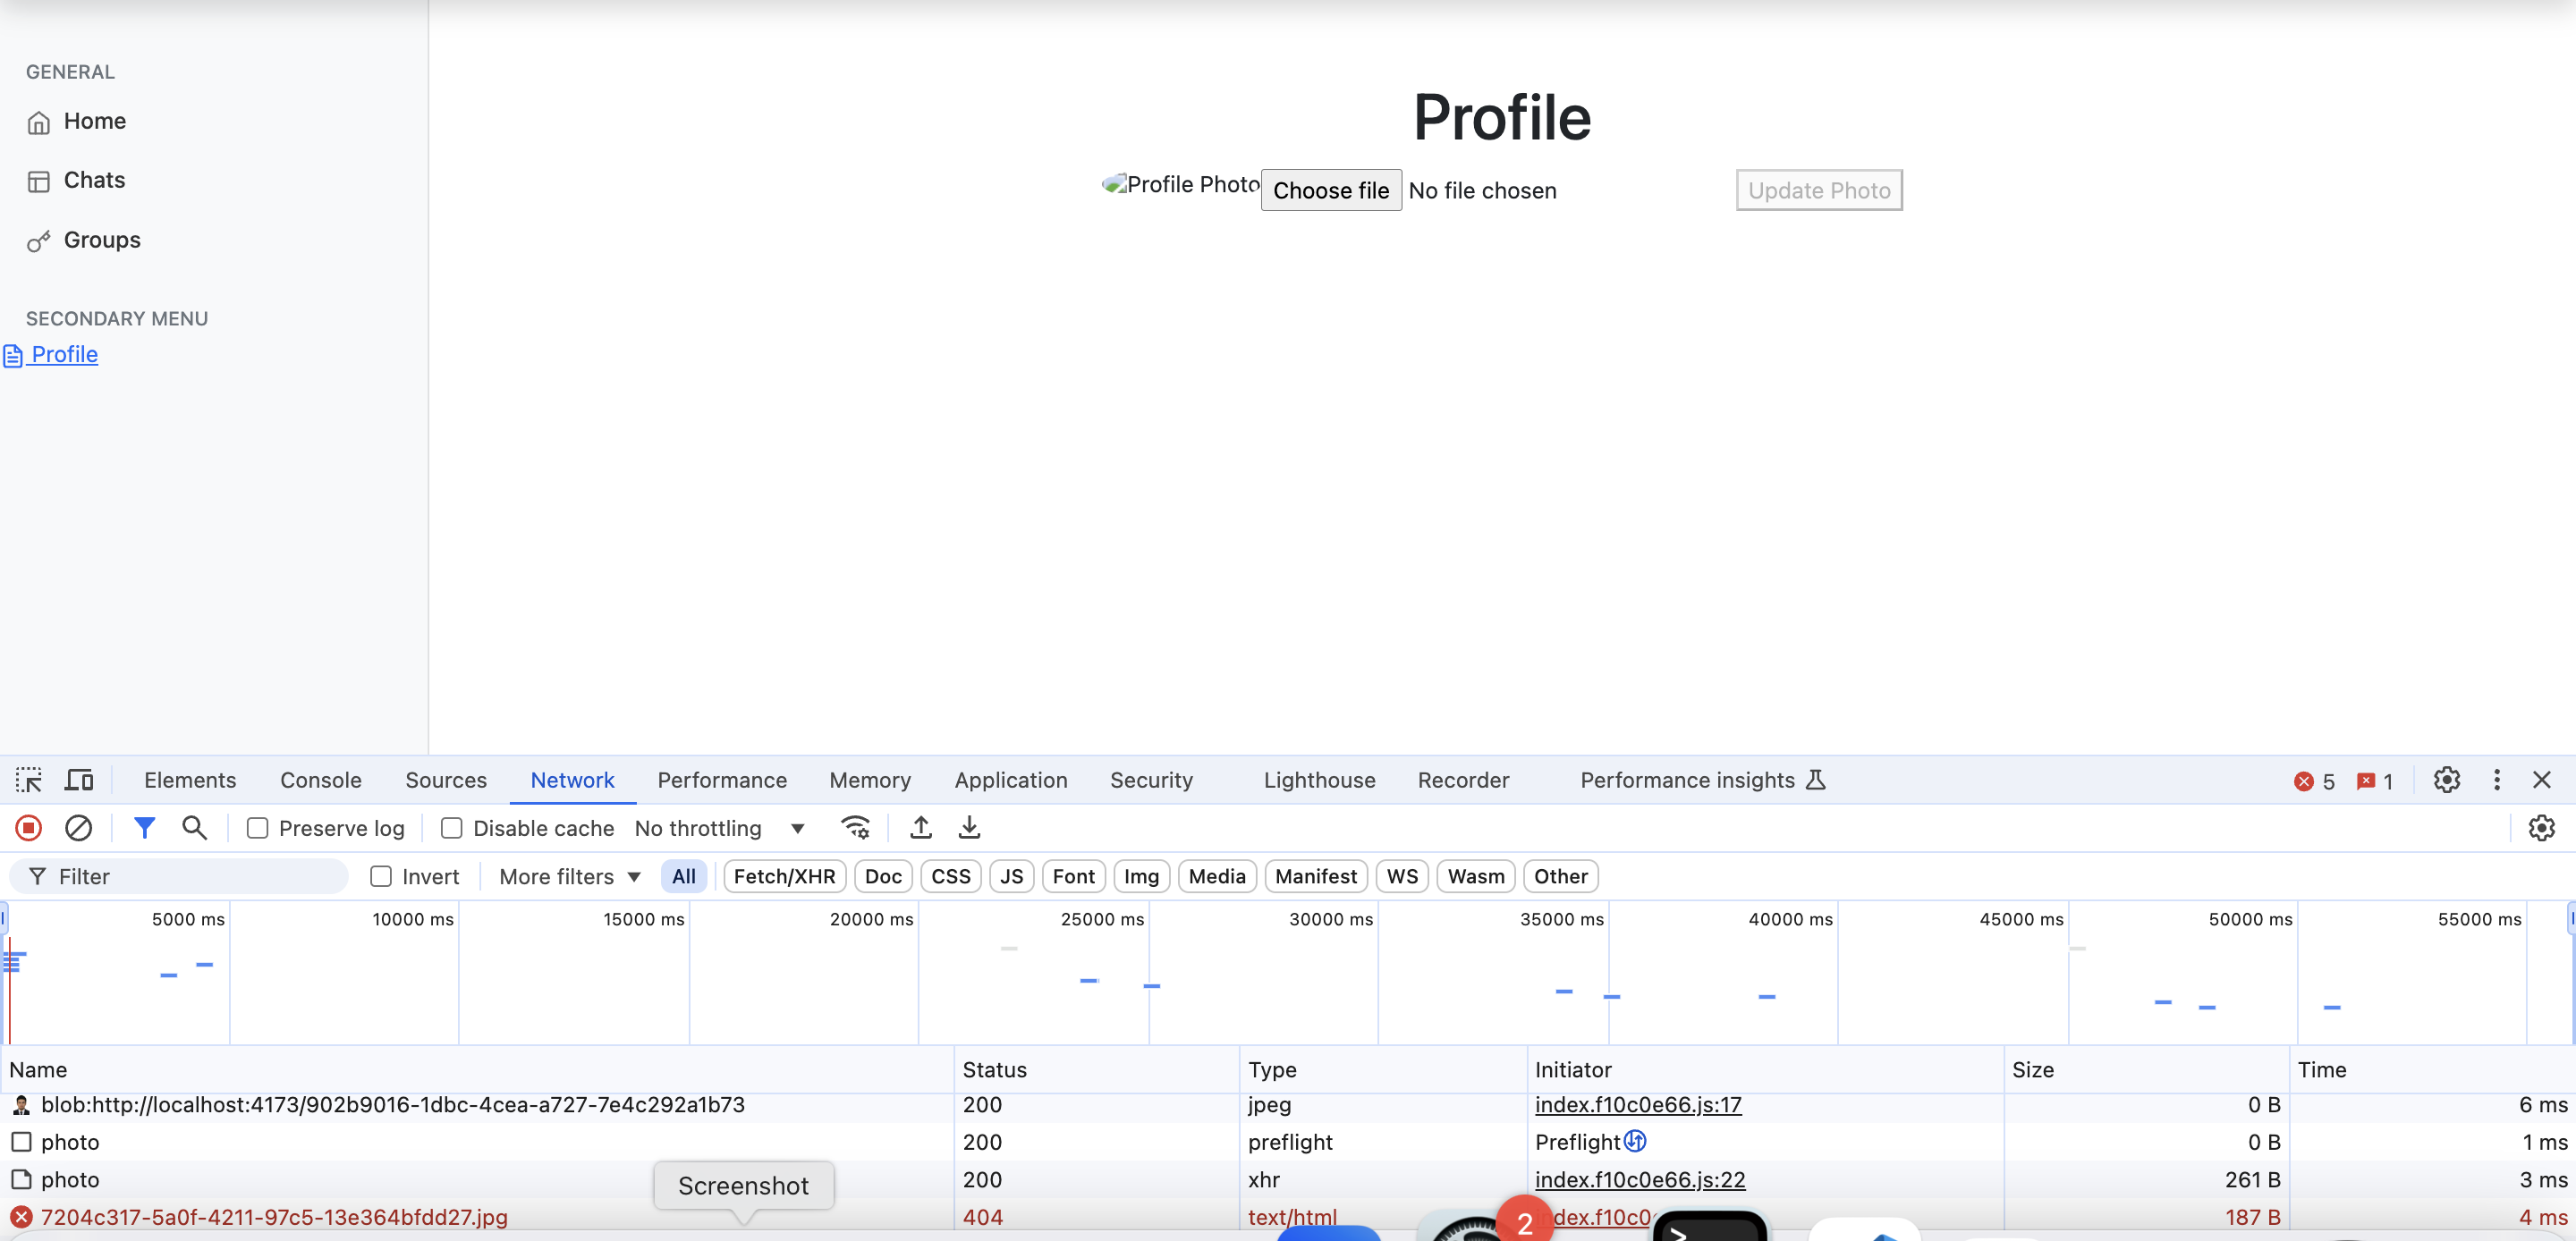 GENERAL
Home
Chats
Groups
SECONDARY MENU
Profile
Profile
Profile Photo Choose file No file chosen Update Photo
Elements Console Sources Network Performance Memory Application Security Lighthouse Recorder Performance insights 5 1
Preserve log Disable cache No throttling
Filter Invert More filters All Fetch/XHR Doc CSS JS Font Img Media Manifest WS Wasm Other
5000 ms 10000 ms 15000 ms 20000 ms 25000 ms 30000 ms 35000 ms 40000 ms 45000 ms 50000 ms 55000 ms
Name Status Type Initiator Size Time
blob:http://localhost:4173/902b9016-1dbc-4cea-a727-7e4c292a1b73 200 jpeg index.f10c0e66.js:17 0 B 6 ms
photo 200 preflight Preflight 0 B 1 ms
photo 200 xhr index.f10c0e66.js:22 261 B 3 ms
Screenshot
7204c317-5a0f-4211-97c5-13e364bfdd27.jpg 404 text/html 187 B 4 ms
2